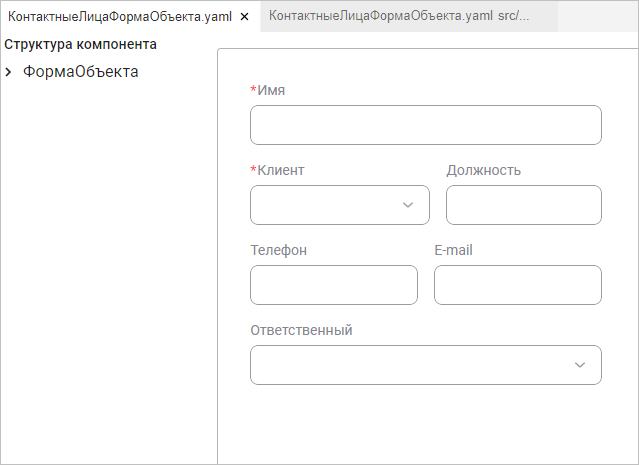 КонтактныеЛицаФормаОбъекта.yaml × КонтактныеЛицаФормаОбъекта.yaml src/...
Структура компонента
ФормаОбъекта
*Имя
*Клиент Должность
Телефон E-mail
Ответственный